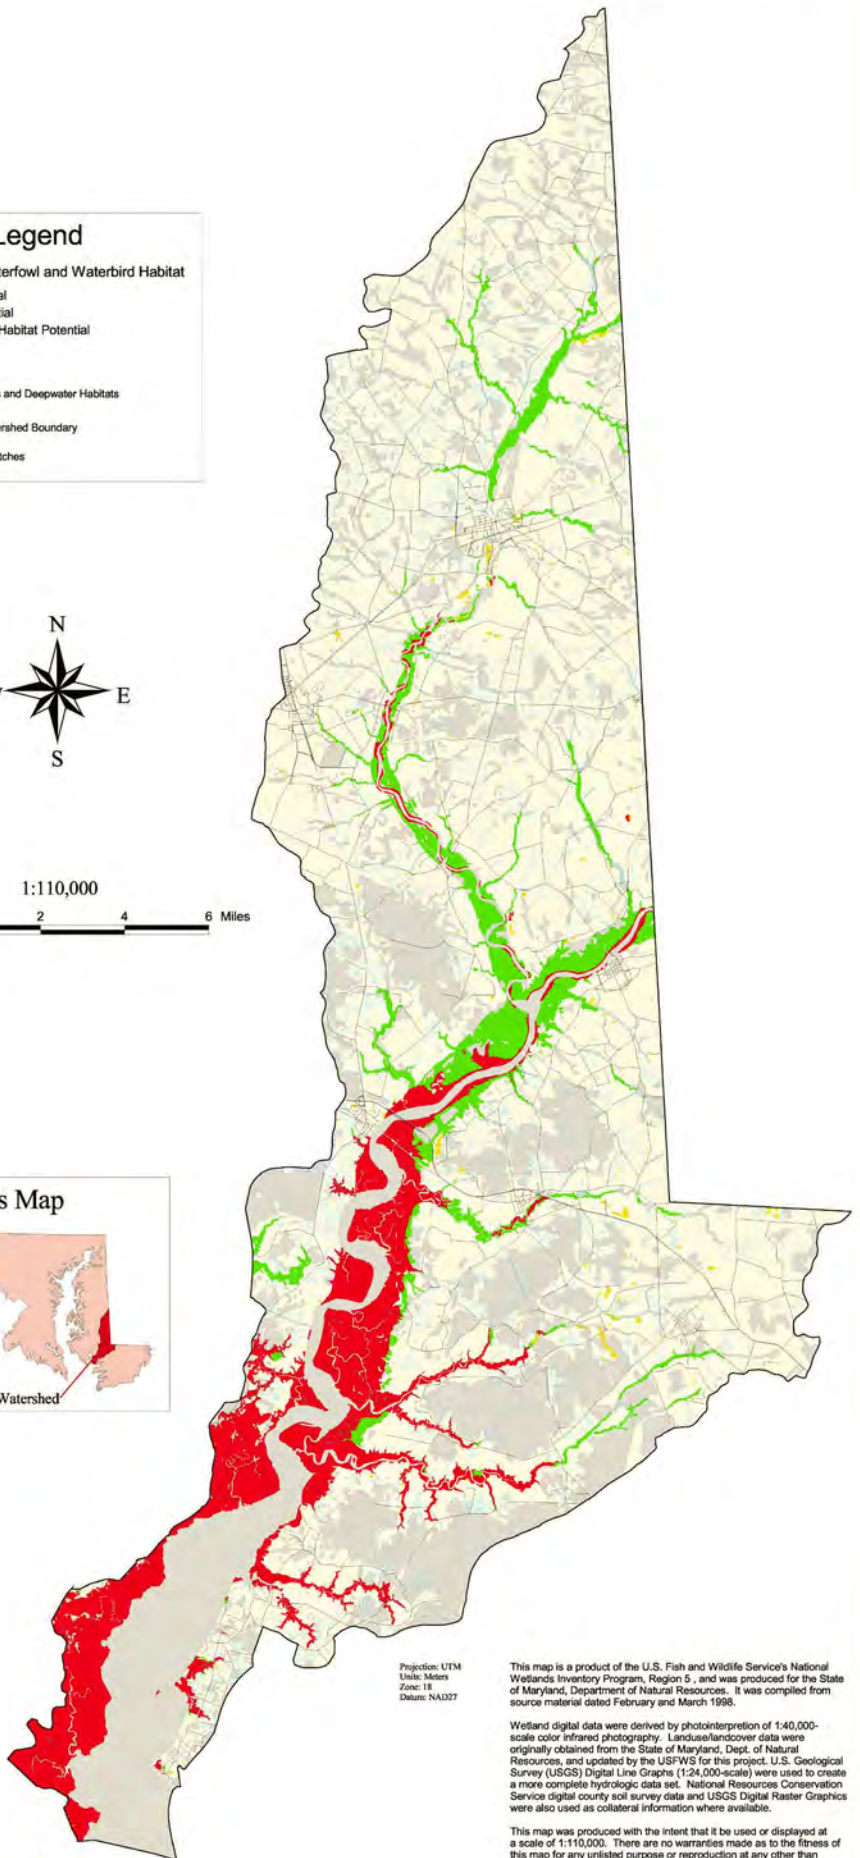 Legend
terfowl and Waterbird Habitat
al
tial
Habitat Potential
s and Deepwater Habitats
ershed Boundary
tches
N
E
S
1:110,000
2 4 6 Miles
s Map
Watershed
Projection: UTM
Units: Meters
Zone: 18
Datum: NAD27
This map is a product of the U.S. Fish and Wildlife Service's National
Wetlands Inventory Program, Region 5 , and was produced for the State
of Maryland, Department of Natural Resources. It was compiled from
source material dated February and March 1998.
Wetland digital data were derived by photointerpretion of 1:40,000-
scale color infrared photography. Landuse/landcover data were
originally obtained from the State of Maryland, Dept. of Natural
Resources, and updated by the USFWS for this project. U.S. Geological
Survey (USGS) Digital Line Graphs (1:24,000-scale) were used to create
a more complete hydrologic data set. National Resources Conservation
Service digital county soil survey data and USGS Digital Raster Graphics
were also used as collateral information where available.
This map was produced with the intent that it be used or displayed at
a scale of 1:110,000. There are no warranties made as to the fitness of
this map for any unlisted purpose or reproduction at any other than